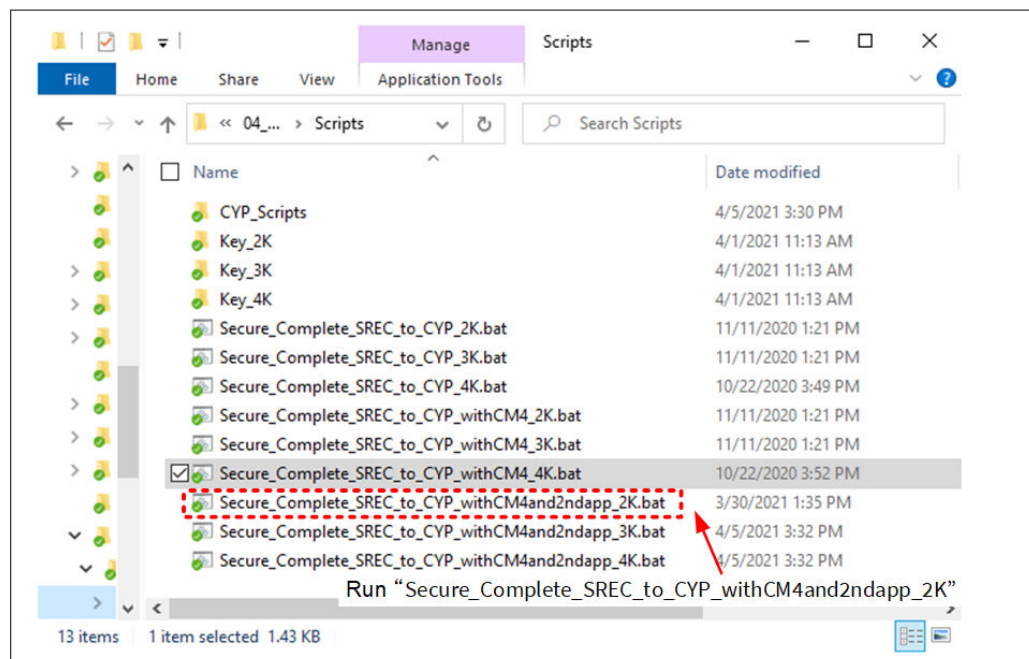 Manage
Scripts
File Home Share View Application Tools
« 04_... > Scripts
Search Scripts
Name Date modified
CYP_Scripts 4/5/2021 3:30 PM
Key_2K 4/1/2021 11:13 AM
Key_3K 4/1/2021 11:13 AM
Key_4K 4/1/2021 11:13 AM
Secure_Complete_SREC_to_CYP_2K.bat 11/11/2020 1:21 PM
Secure_Complete_SREC_to_CYP_3K.bat 11/11/2020 1:21 PM
Secure_Complete_SREC_to_CYP_4K.bat 10/22/2020 3:49 PM
Secure_Complete_SREC_to_CYP_withCM4_2K.bat 11/11/2020 1:21 PM
Secure_Complete_SREC_to_CYP_withCM4_3K.bat 11/11/2020 1:21 PM
Secure_Complete_SREC_to_CYP_withCM4_4K.bat 10/22/2020 3:52 PM
Secure_Complete_SREC_to_CYP_withCM4and2ndapp_2K.bat 3/30/2021 1:35 PM
Secure_Complete_SREC_to_CYP_withCM4and2ndapp_3K.bat 4/5/2021 3:32 PM
Secure_Complete_SREC_to_CYP_withCM4and2ndapp_4K.bat 4/5/2021 3:32 PM
Run “Secure_Complete_SREC_to_CYP_withCM4and2ndapp_2K”
13 items 1 item selected 1.43 KB